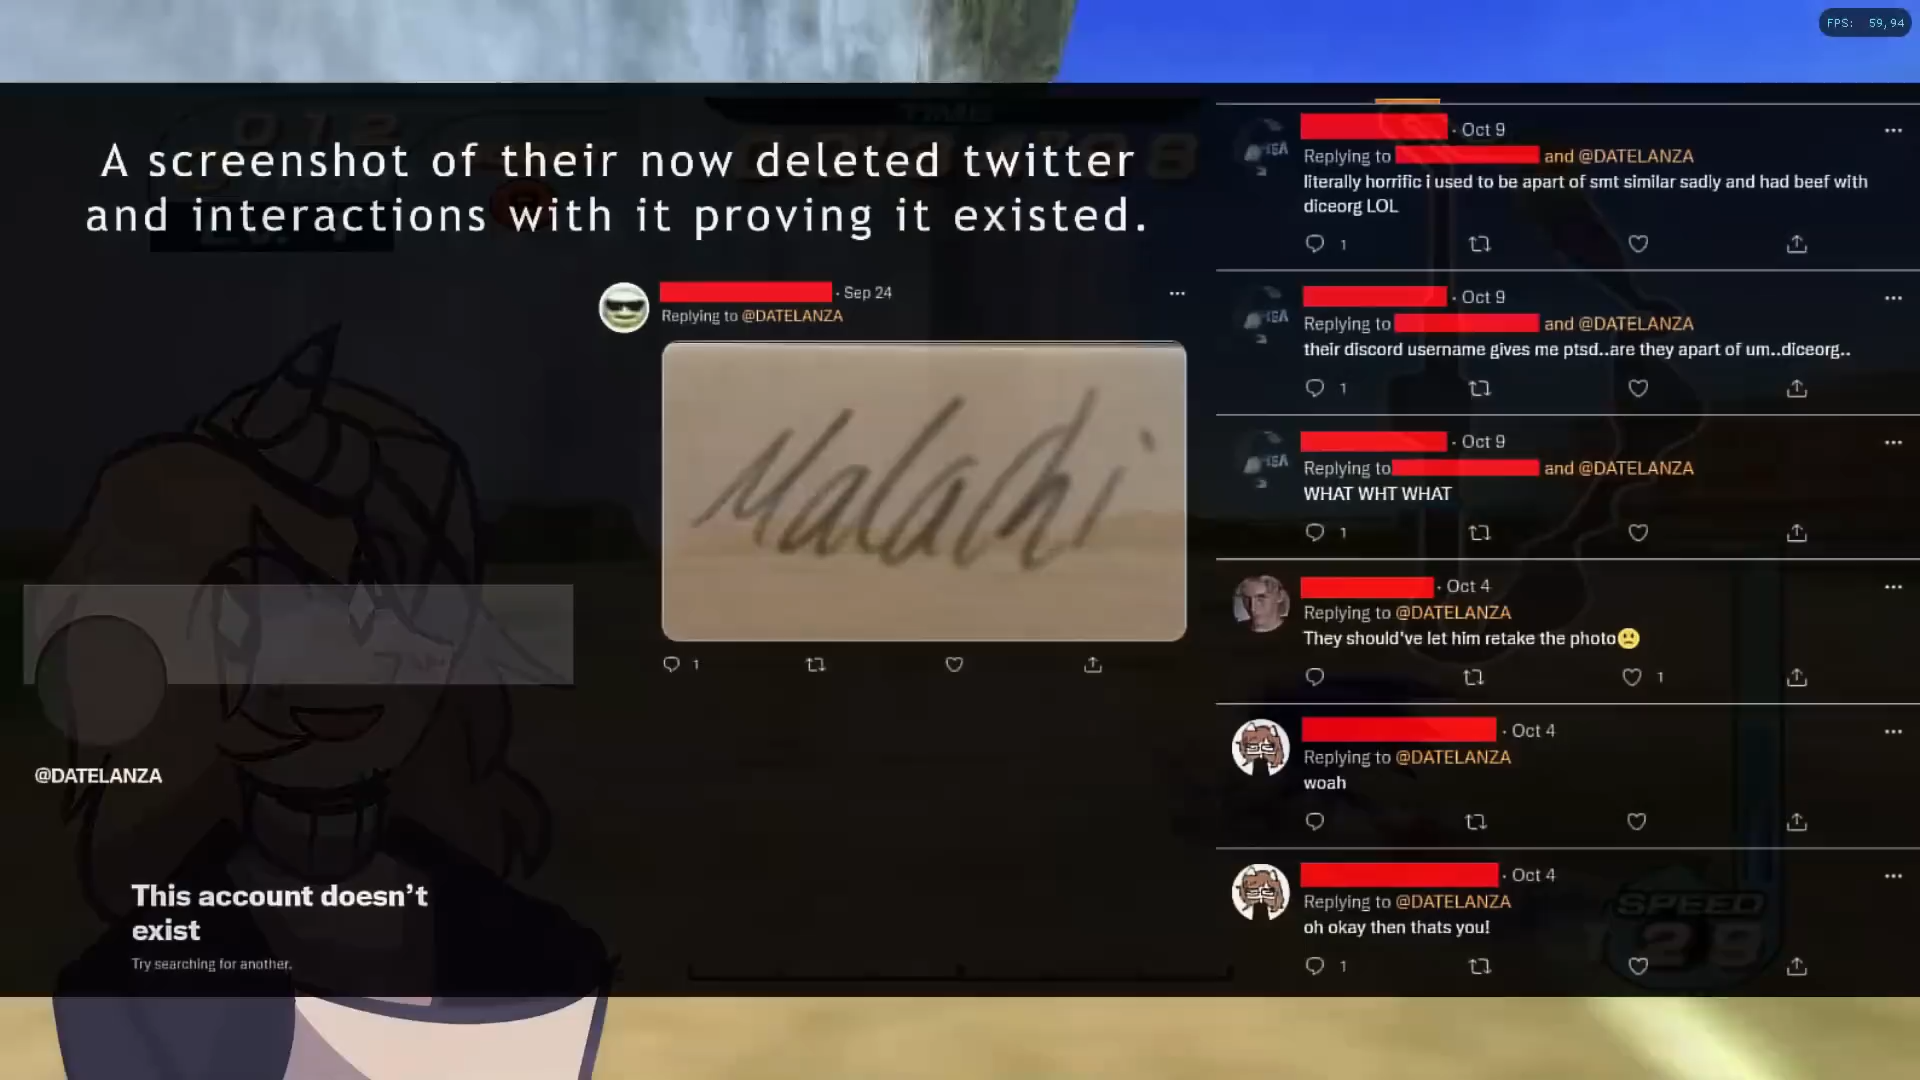 FPS: 59,94
A screenshot of their now deleted twitter
and interactions with it proving it existed.
· Sep 24
Replying to @DATELANZA
Malachi
1
@DATELANZA
This account doesn't
exist
Try searching for another.
· Oct 9
Replying to and @DATELANZA
literally horrific i used to be apart of smt similar sadly and had beef with
diceorg LOL
1
· Oct 9
Replying to and @DATELANZA
their discord username gives me ptsd..are they apart of um..diceorg..
1
· Oct 9
Replying to and @DATELANZA
WHAT WHT WHAT
1
· Oct 4
Replying to @DATELANZA
They should've let him retake the photo🙁
1
· Oct 4
Replying to @DATELANZA
woah
· Oct 4
Replying to @DATELANZA
oh okay then thats you!
1
SPEED
129
TIME